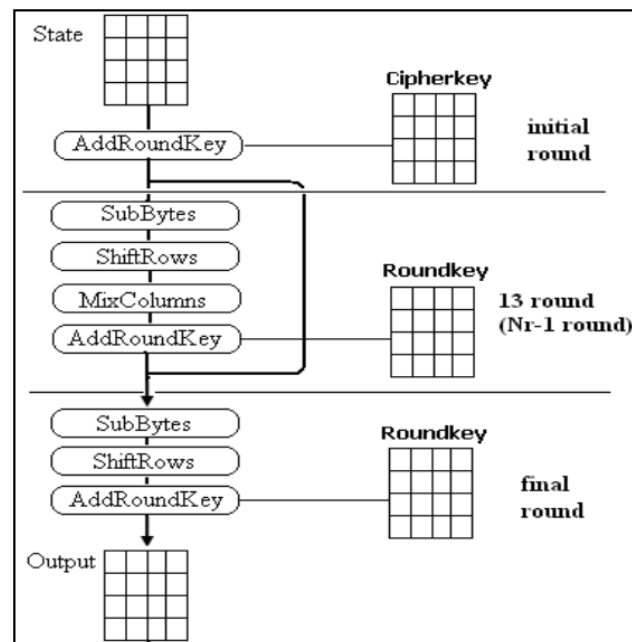 State
Cipherkey
AddRoundKey
initial
round
SubBytes
ShiftRows
MixColumns
AddRoundKey
Roundkey
13 round
(Nr-1 round)
SubBytes
ShiftRows
AddRoundKey
Roundkey
final
round
Output